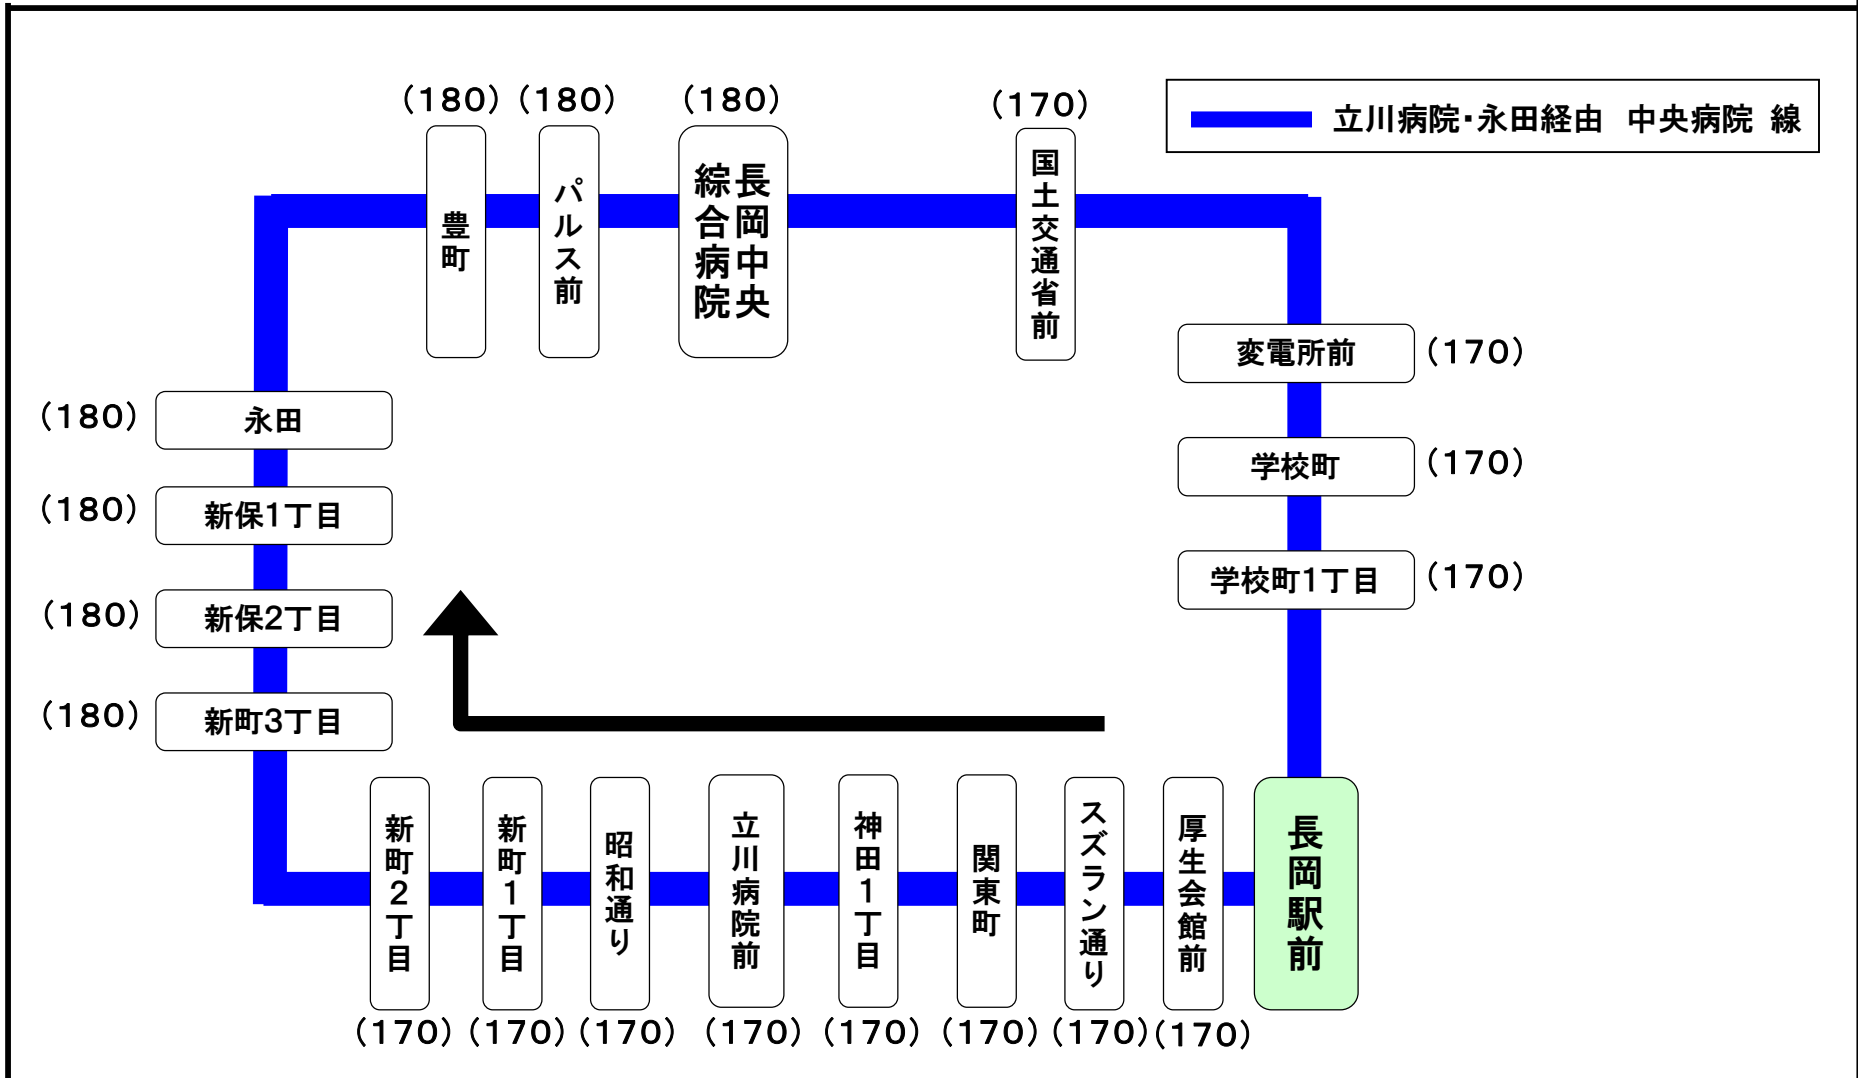 (180)
(180)
(180)
(170)
立川病院・永田経由 中央病院 線
豊町
パルス前
長岡中央
綜合病院
国土交通省前
変電所前
(170)
(180)
永田
学校町
(170)
(180)
新保1丁目
学校町1丁目
(170)
(180)
新保2丁目
(180)
新町3丁目
新町2丁目
新町1丁目
昭和通り
立川病院前
神田1丁目
関東町
スズラン通り
厚生会館前
長岡駅前
(170)
(170)
(170)
(170)
(170)
(170)
(170)
(170)